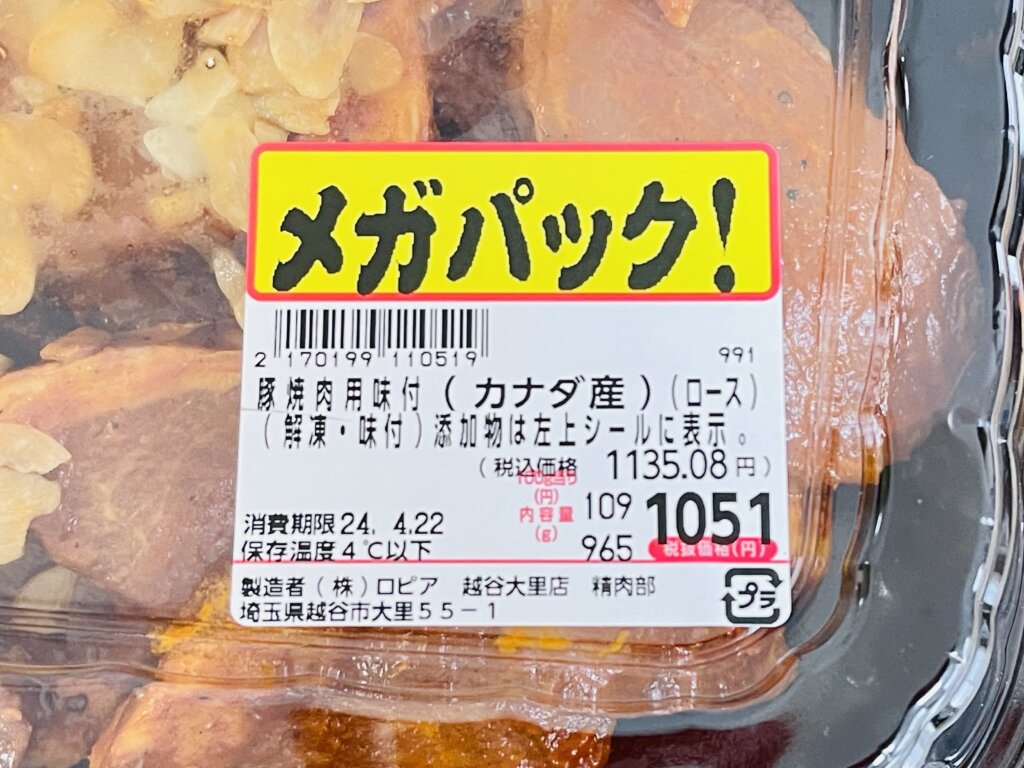 メガパック!
2 170199 110519
991
豚焼肉用味付(カナダ産)(ロース)
(解凍・味付)添加物は左上シールに表示。
(税込価格 1135.08円)
100g当り(円) 109
1051
税抜価格(円)
内容量(g) 965
消費期限24. 4.22
保存温度4℃以下
製造者(株)ロピア 越谷大里店 精肉部
埼玉県越谷市大里55-1
プラ